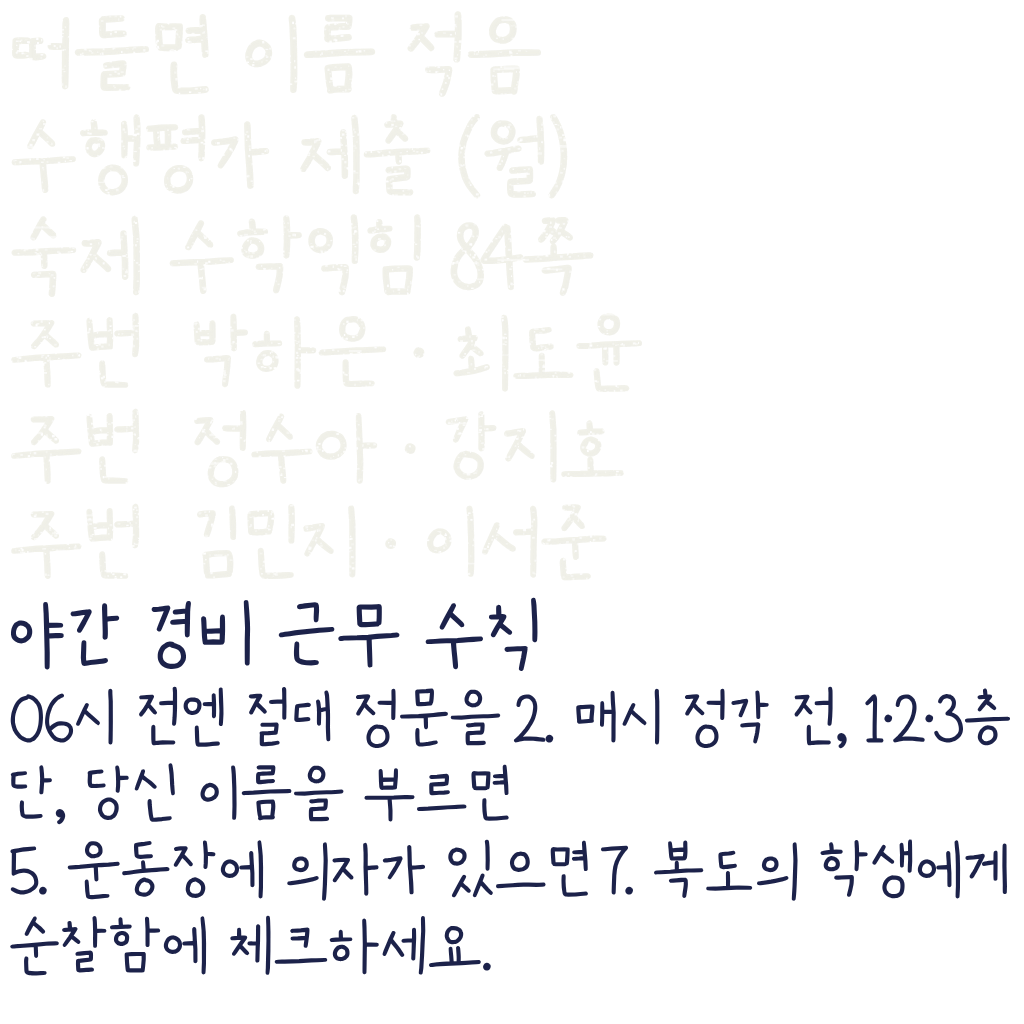 떠들면 이름 적음
수행평가 제출 (월)
숙제 수학익힘 84쪽
주번 박하은 · 최도윤
주번 정수아 · 강지호
주번 김민지 · 이서준
야간 경비 근무 수칙
06시 전엔 절대 정문을 2. 매시 정각 전, 1·2·3층
단, 당신 이름을 부르면
5. 운동장에 의자가 있으면 7. 복도의 학생에게
순찰함에 체크하세요.